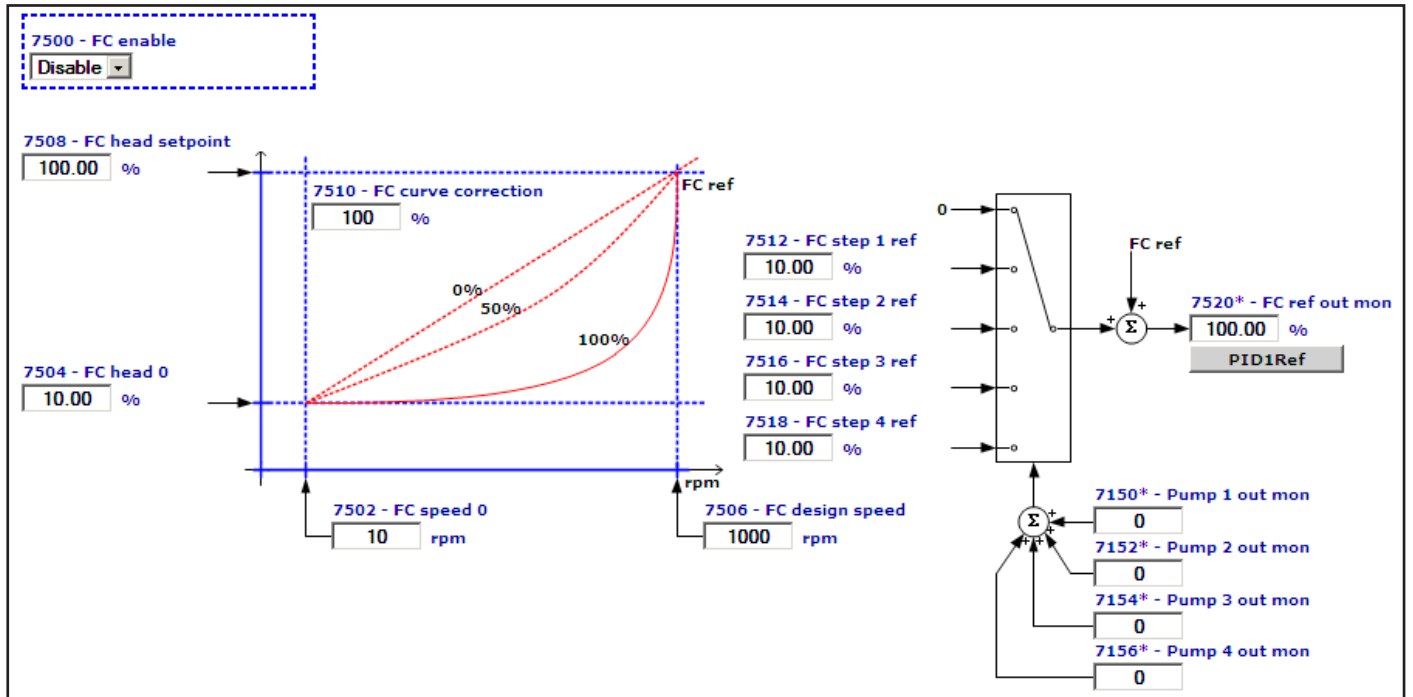 7500 - FC enable
Disable
7508 - FC head setpoint
100.00 %
7510 - FC curve correction
100 %
FC ref
0%
50%
100%
7504 - FC head 0
10.00 %
rpm
7502 - FC speed 0
10 rpm
7506 - FC design speed
1000 rpm
0
7512 - FC step 1 ref
10.00 %
7514 - FC step 2 ref
10.00 %
7516 - FC step 3 ref
10.00 %
7518 - FC step 4 ref
10.00 %
FC ref
+
+
Σ
7520* - FC ref out mon
100.00 %
PID1Ref
Σ
+
+
+ +
7150* - Pump 1 out mon
0
7152* - Pump 2 out mon
0
7154* - Pump 3 out mon
0
7156* - Pump 4 out mon
0